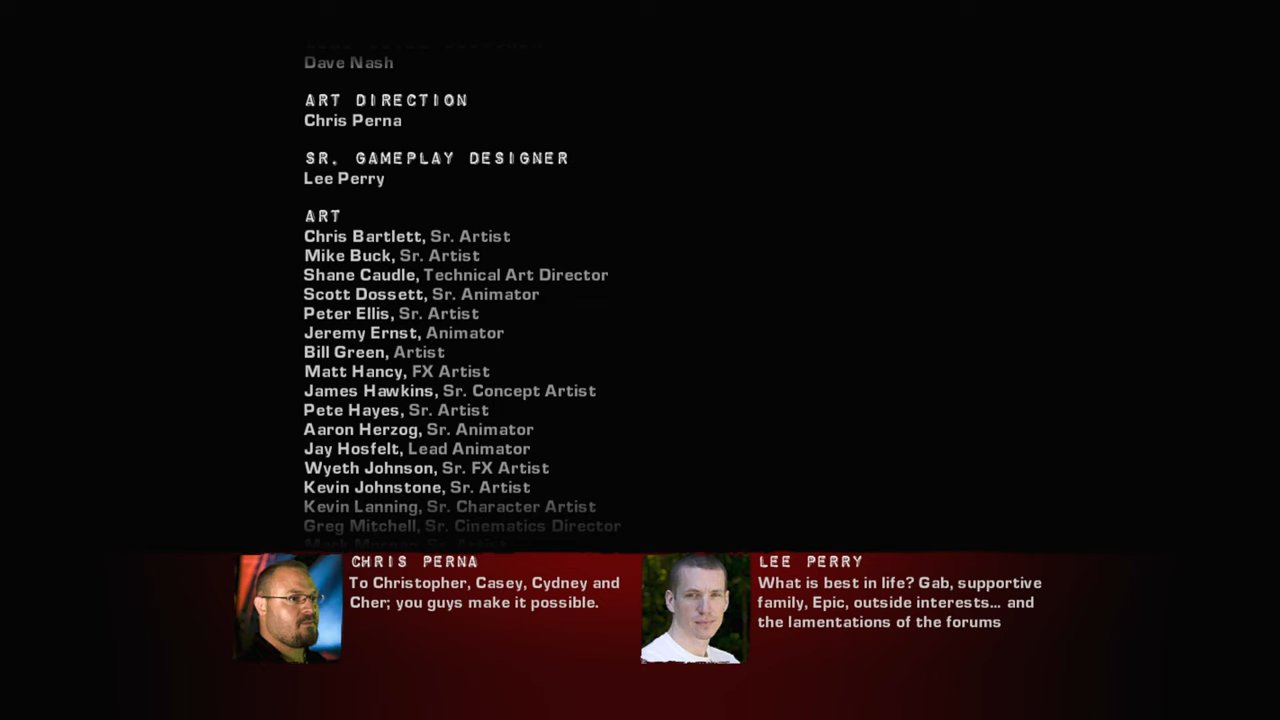 Dave Nash
ART DIRECTION
Chris Perna
SR. GAMEPLAY DESIGNER
Lee Perry
ART
Chris Bartlett, Sr. Artist
Mike Buck, Sr. Artist
Shane Caudle, Technical Art Director
Scott Dossett, Sr. Animator
Peter Ellis, Sr. Artist
Jeremy Ernst, Animator
Bill Green, Artist
Matt Hancy, FX Artist
James Hawkins, Sr. Concept Artist
Pete Hayes, Sr. Artist
Aaron Herzog, Sr. Animator
Jay Hosfelt, Lead Animator
Wyeth Johnson, Sr. FX Artist
Kevin Johnstone, Sr. Artist
Kevin Lanning, Sr. Character Artist
Greg Mitchell, Sr. Cinematics Director
CHRIS PERNA
To Christopher, Casey, Cydney and
Cher; you guys make it possible.
LEE PERRY
What is best in life? Gab, supportive
family, Epic, outside interests... and
the lamentations of the forums